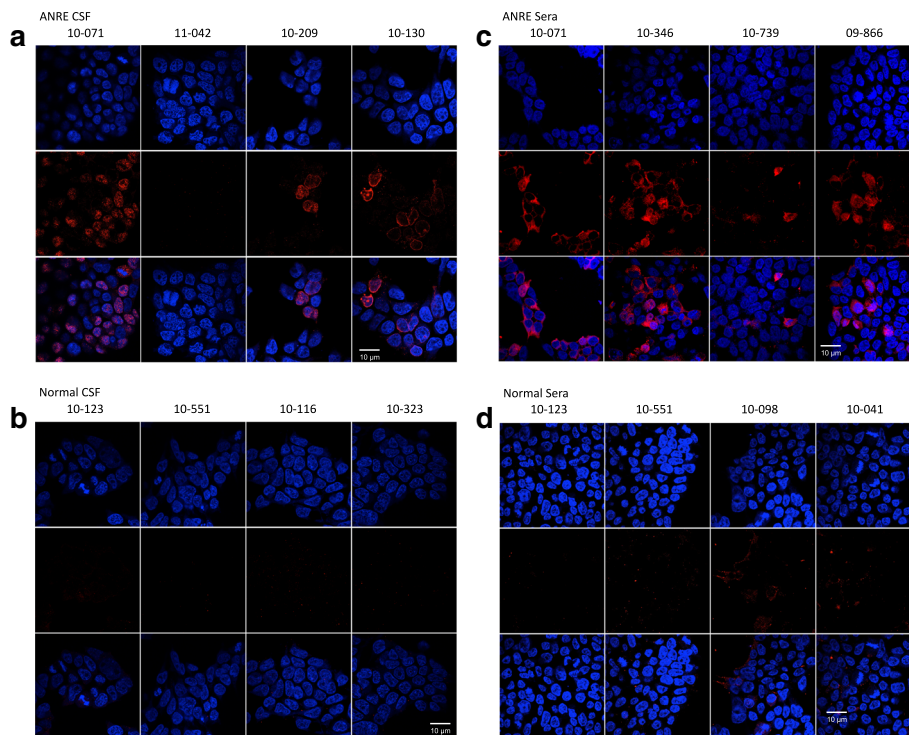 a
ANRE CSF
10-071 11-042 10-209 10-130
10 µm
c
ANRE Sera
10-071 10-346 10-739 09-866
10 µm
b
Normal CSF
10-123 10-551 10-116 10-323
10 µm
d
Normal Sera
10-123 10-551 10-098 10-041
10 µm